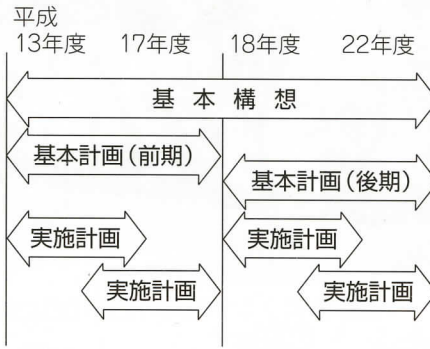 平成
13年度 17年度 18年度 22年度
基本構想
基本計画(前期)
基本計画(後期)
実施計画 実施計画
実施計画 実施計画